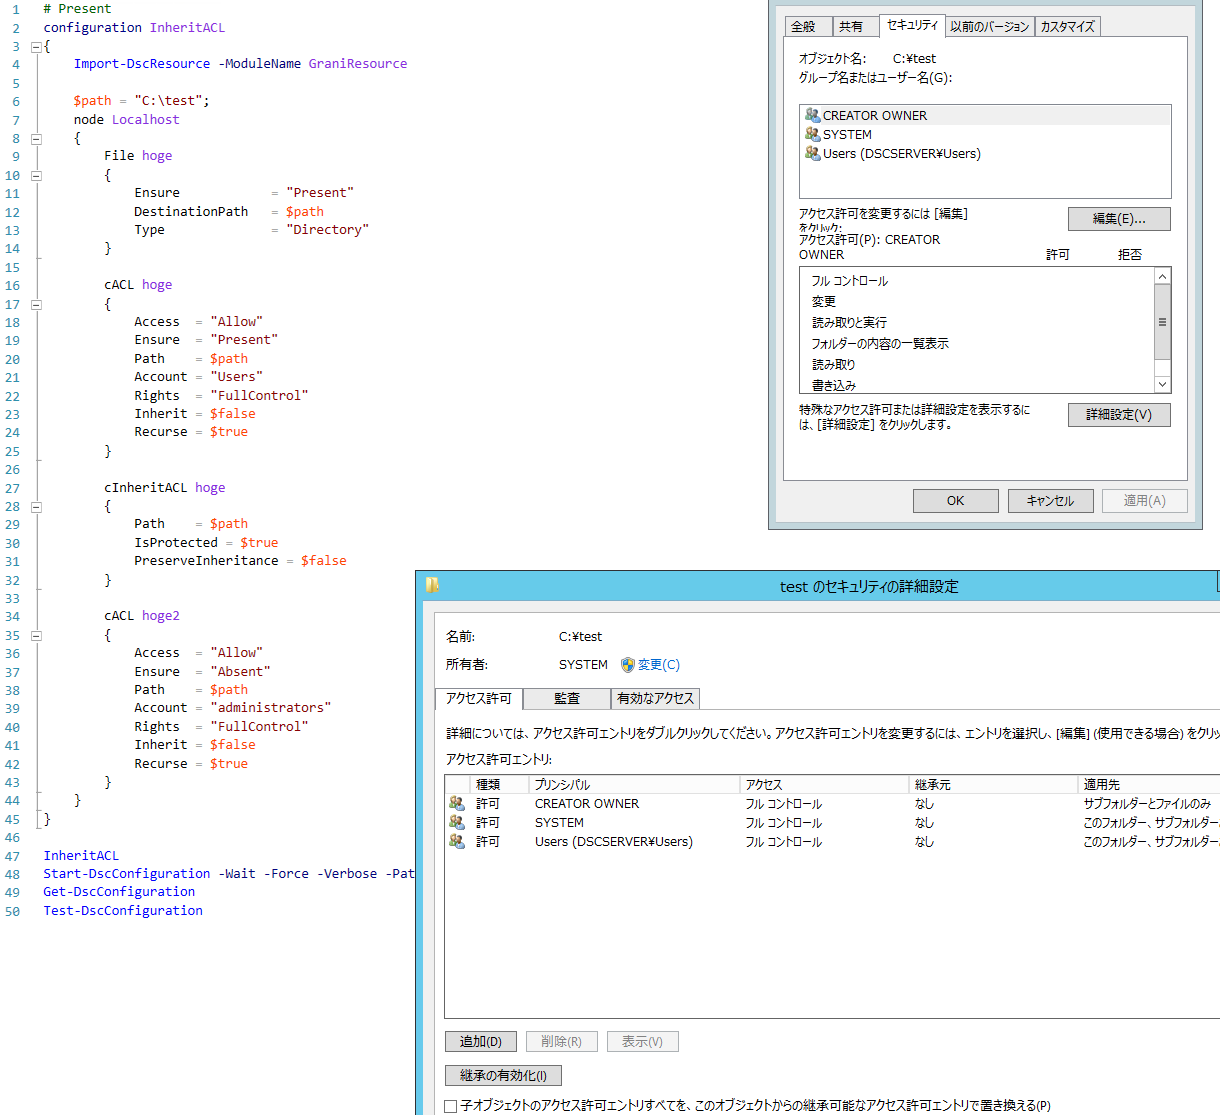 1 # Present
2 configuration InheritACL
3 {
4 Import-DscResource -ModuleName GraniResource
5
6 $path = "C:\test";
7 node Localhost
8 {
9 File hoge
10 {
11 Ensure = "Present"
12 DestinationPath = $path
13 Type = "Directory"
14 }
15
16 cACL hoge
17 {
18 Access = "Allow"
19 Ensure = "Present"
20 Path = $path
21 Account = "Users"
22 Rights = "FullControl"
23 Inherit = $false
24 Recurse = $true
25 }
26
27 cInheritACL hoge
28 {
29 Path = $path
30 IsProtected = $true
31 PreserveInheritance = $false
32 }
33
34 cACL hoge2
35 {
36 Access = "Allow"
37 Ensure = "Absent"
38 Path = $path
39 Account = "administrators"
40 Rights = "FullControl"
41 Inherit = $false
42 Recurse = $true
43 }
44 }
45 }
46
47 InheritACL
48 Start-DscConfiguration -Wait -Force -Verbose -Pat
49 Get-DscConfiguration
50 Test-DscConfiguration
全般 共有 セキュリティ 以前のバージョン カスタマイズ
オブジェクト名: C:¥test
グループ名またはユーザー名(G):
CREATOR OWNER
SYSTEM
Users (DSCSERVER¥Users)
アクセス許可を変更するには [編集]
をクリック:
編集(E)...
アクセス許可(P): CREATOR
OWNER 許可 拒否
フル コントロール
変更
読み取りと実行
フォルダーの内容の一覧表示
読み取り
書き込み
特殊なアクセス許可または詳細設定を表示するに
は、[詳細設定] をクリックします。
詳細設定(V)
OK キャンセル 適用(A)
test のセキュリティの詳細設定
名前: C:¥test
所有者: SYSTEM 変更(C)
アクセス許可 監査 有効なアクセス
詳細については、アクセス許可エントリをダブルクリックしてください。アクセス許可エントリを変更するには、エントリを選択し、[編集] (使用できる場合) をクリッ
アクセス許可エントリ:
種類 プリンシパル アクセス 継承元 適用先
許可 CREATOR OWNER フル コントロール なし サブフォルダーとファイルのみ
許可 SYSTEM フル コントロール なし このフォルダー、サブフォルダー
許可 Users (DSCSERVER¥Users) フル コントロール なし このフォルダー、サブフォルダー
追加(D) 削除(R) 表示(V)
継承の有効化(I)
子オブジェクトのアクセス許可エントリすべてを、このオブジェクトからの継承可能なアクセス許可エントリで置き換える(P)